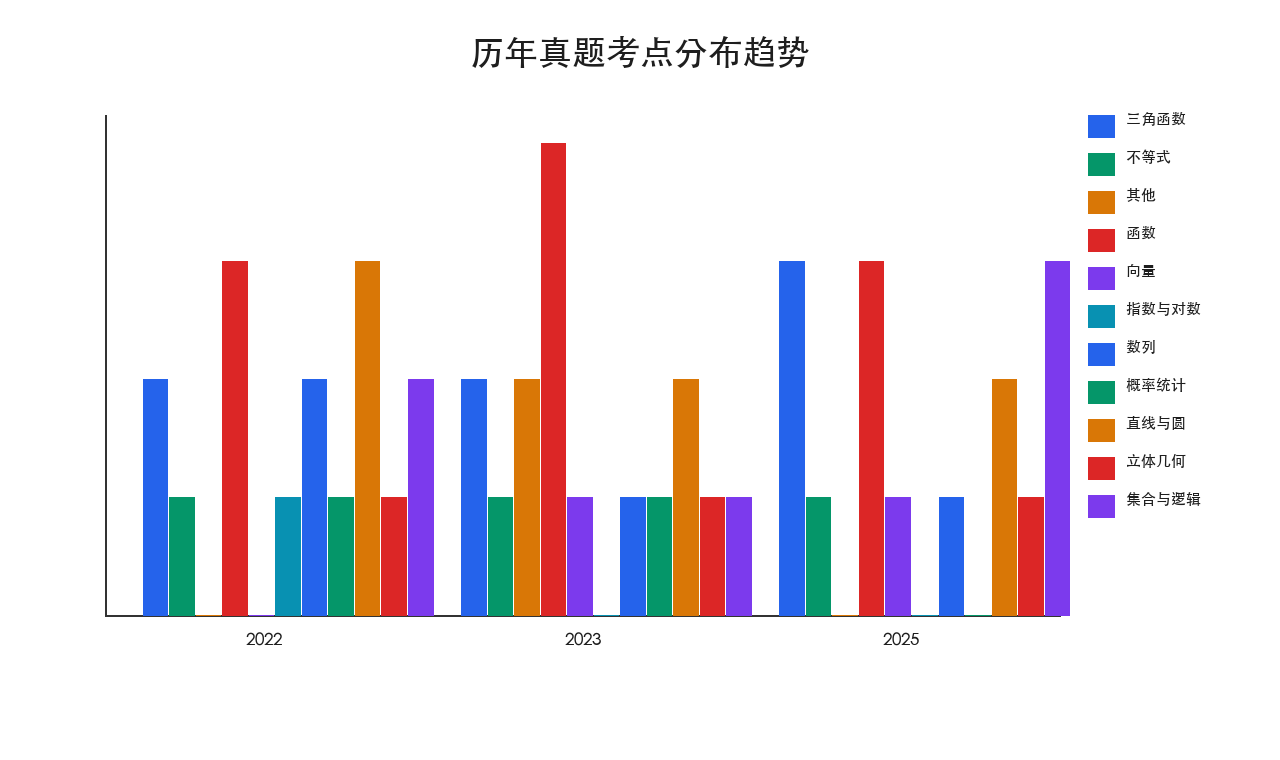 历年真题考点分布趋势
三角函数
不等式
其他
函数
向量
指数与对数
数列
概率统计
直线与圆
立体几何
集合与逻辑
2022
2023
2025